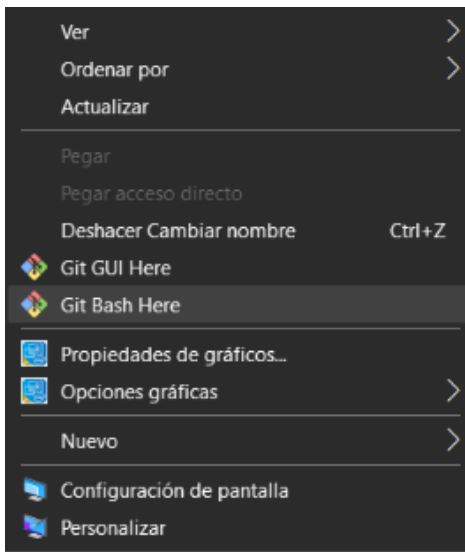 Ver
Ordenar por
Actualizar
Pegar
Pegar acceso directo
Deshacer Cambiar nombre Ctrl+Z
Git GUI Here
Git Bash Here
Propiedades de gráficos...
Opciones gráficas
Nuevo
Configuración de pantalla
Personalizar